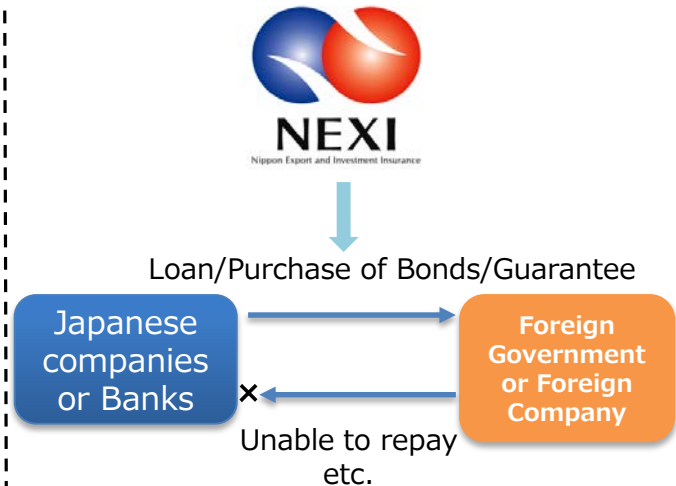 NEXI
Nippon Export and Investment Insurance
Loan/Purchase of Bonds/Guarantee
Japanese
companies
or Banks
Foreign
Government
or Foreign
Company
Unable to repay
etc.